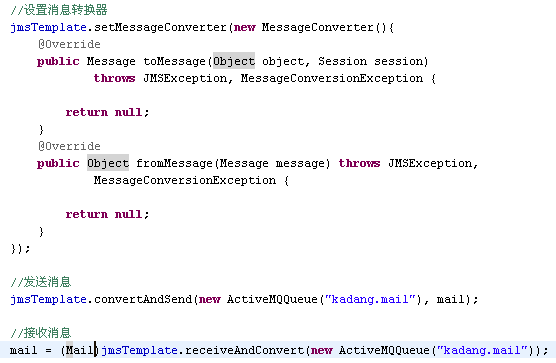 //设置消息转换器
jmsTemplate.setMessageConverter(new MessageConverter(){
@Override
public Message toMessage(Object object, Session session)
throws JMSException, MessageConversionException {
return null;
}
@Override
public Object fromMessage(Message message) throws JMSException,
MessageConversionException {
return null;
}
});
//发送消息
jmsTemplate.convertAndSend(new ActiveMQQueue("kadang.mail"), mail);
//接收消息
mail = (Mail)jmsTemplate.receiveAndConvert(new ActiveMQQueue("kadang.mail"));